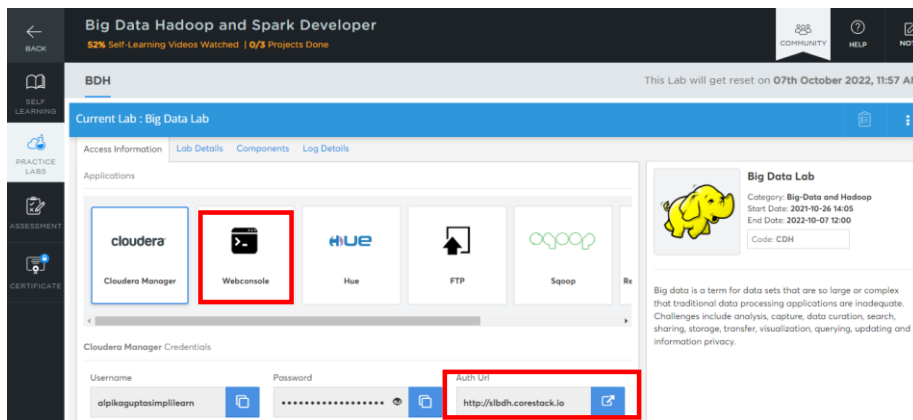 Big Data Hadoop and Spark Developer
52% Self-Learning Videos Watched | 0/3 Projects Done
BACK
COMMUNITY
HELP
SELF
LEARNING
PRACTICE
LABS
ASSESSMENT
CERTIFICATE
BDH
This Lab will get reset on 07th October 2022, 11:57 AM
Current Lab : Big Data Lab
Access Information
Lab Details
Components
Log Details
Applications
cloudera
Cloudera Manager
Webconsole
HUE
Hue
FTP
sqoop
Sqoop
Cloudera Manager Credentials
Username
alpikaguptasimplilearn
Password
Auth Url
http://slbdh.corestack.io
Big Data Lab
Category: Big-Data and Hadoop
Start Date: 2021-10-26 14:05
End Date: 2022-10-07 12:00
Code: CDH
Big data is a term for data sets that are so large or complex
that traditional data processing applications are inadequate.
Challenges include analysis, capture, data curation, search,
sharing, storage, transfer, visualization, querying, updating and
information privacy.